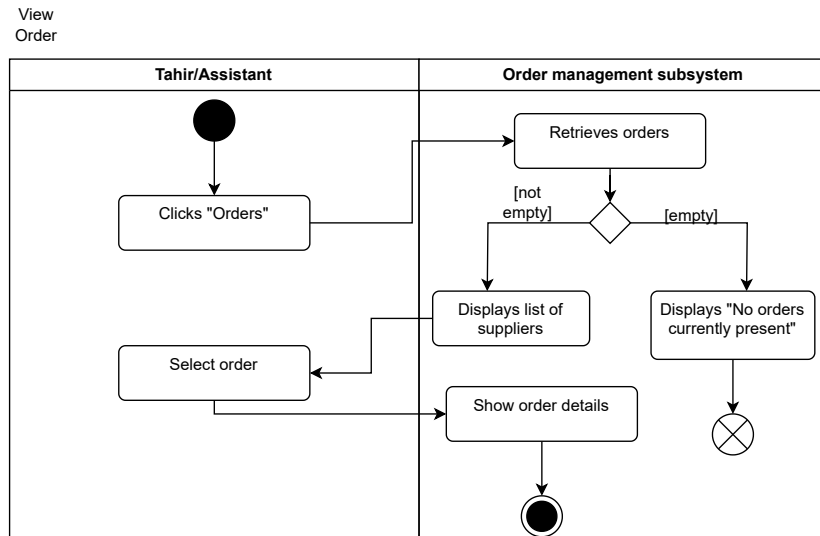 View
Order
Tahir/Assistant
Order management subsystem
Retrieves orders
Clicks "Orders"
[not
empty]
[empty]
Displays list of
suppliers
Displays "No orders
currently present"
Select order
Show order details